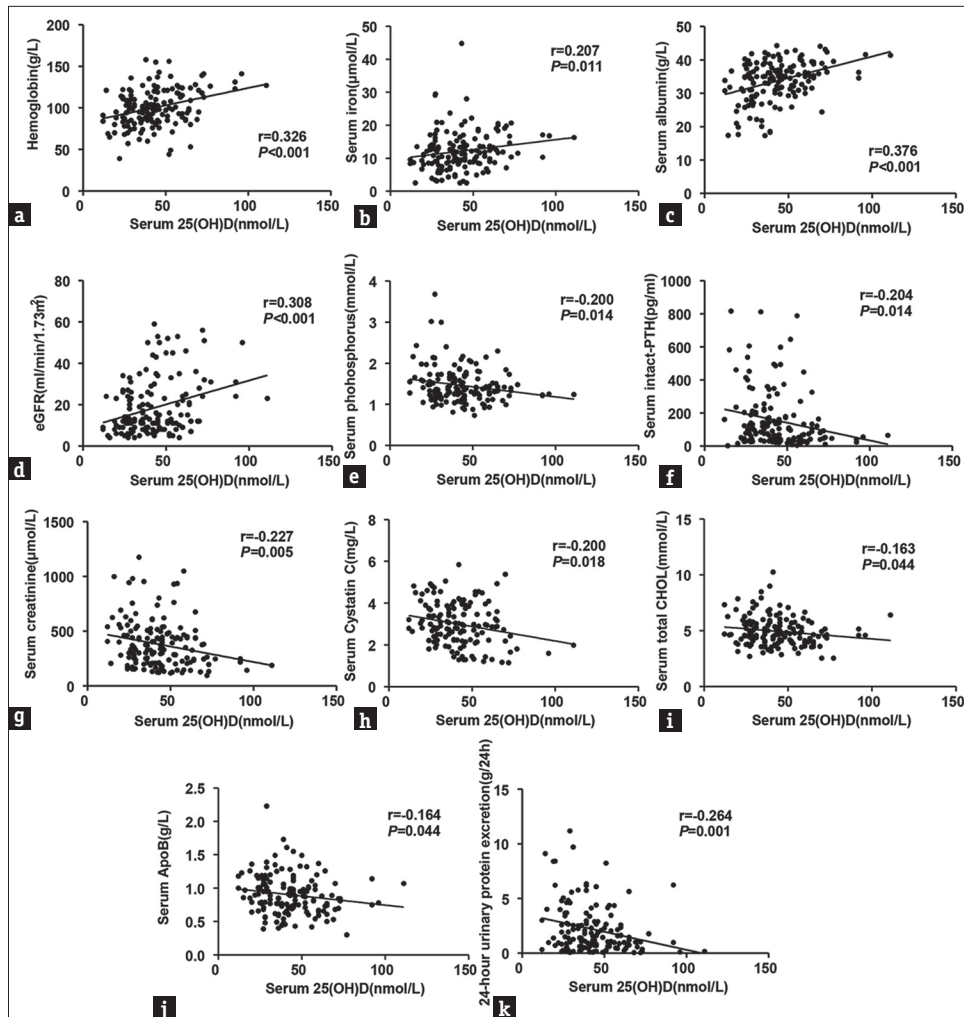 Hemoglobin(g/L)
200
150
100
50
0
r=0.326
P<0.001
0 50 100 150
Serum 25(OH)D(nmol/L)
a
Serum iron(μmol/L)
50
40
30
20
10
0
r=0.207
P=0.011
0 50 100 150
Serum 25(OH)D(nmol/L)
b
Serum albumin(g/L)
50
40
30
20
10
0
r=0.376
P<0.001
0 50 100 150
Serum 25(OH)D(nmol/L)
c
eGFR(ml/min/1.73m²)
80
60
40
20
0
r=0.308
P<0.001
0 50 100 150
Serum 25(OH)D(nmol/L)
d
Serum phohosphorus(mmol/L)
4
3
2
1
0
r=-0.200
P=0.014
0 50 100 150
Serum 25(OH)D(nmol/L)
e
Serum intact-PTH(pg/ml)
1000
800
600
400
200
0
r=-0.204
P=0.014
0 50 100 150
Serum 25(OH)D(nmol/L)
f
Serum creatinine(μmol/L)
1500
1000
500
0
r=-0.227
P=0.005
0 50 100 150
Serum 25(OH)D(nmol/L)
g
Serum Cystatin C(mg/L)
8
6
4
2
0
r=-0.200
P=0.018
0 50 100 150
Serum 25(OH)D(nmol/L)
h
Serum total CHOL(mmol/L)
15
10
5
0
r=-0.163
P=0.044
0 50 100 150
Serum 25(OH)D(nmol/L)
i
Serum ApoB(g/L)
2.5
2.0
1.5
1.0
0.5
0.0
r=-0.164
P=0.044
0 50 100 150
Serum 25(OH)D(nmol/L)
j
24-hour urinary protein excretion(g/24h)
15
10
5
0
r=-0.264
P=0.001
0 50 100 150
Serum 25(OH)D(nmol/L)
k